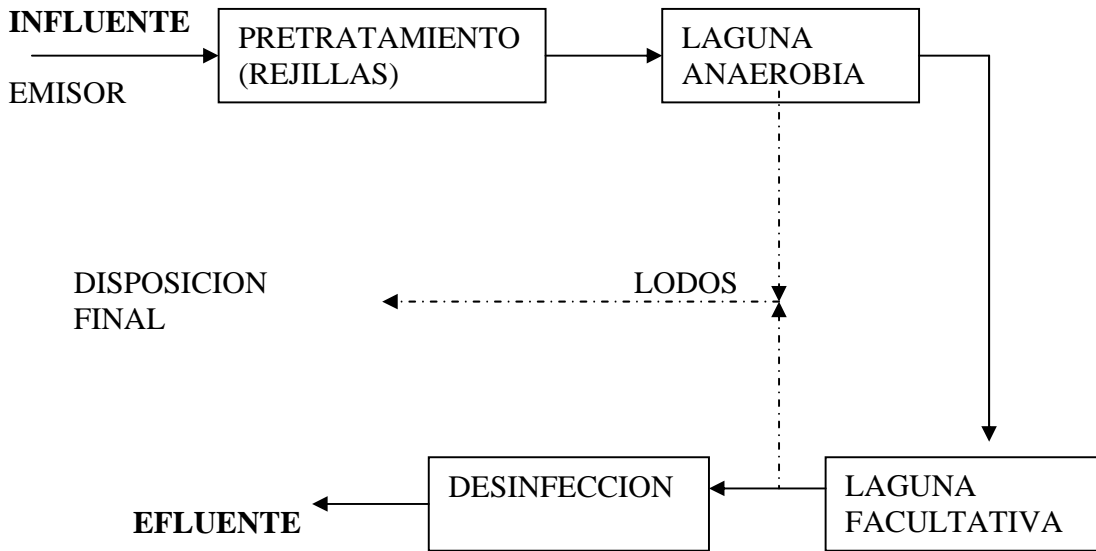 INFLUENTE
EMISOR
PRETRATAMIENTO
(REJILLAS)
LAGUNA
ANAEROBIA
DISPOSICION
FINAL
LODOS
EFLUENTE
DESINFECCION
LAGUNA
FACULTATIVA